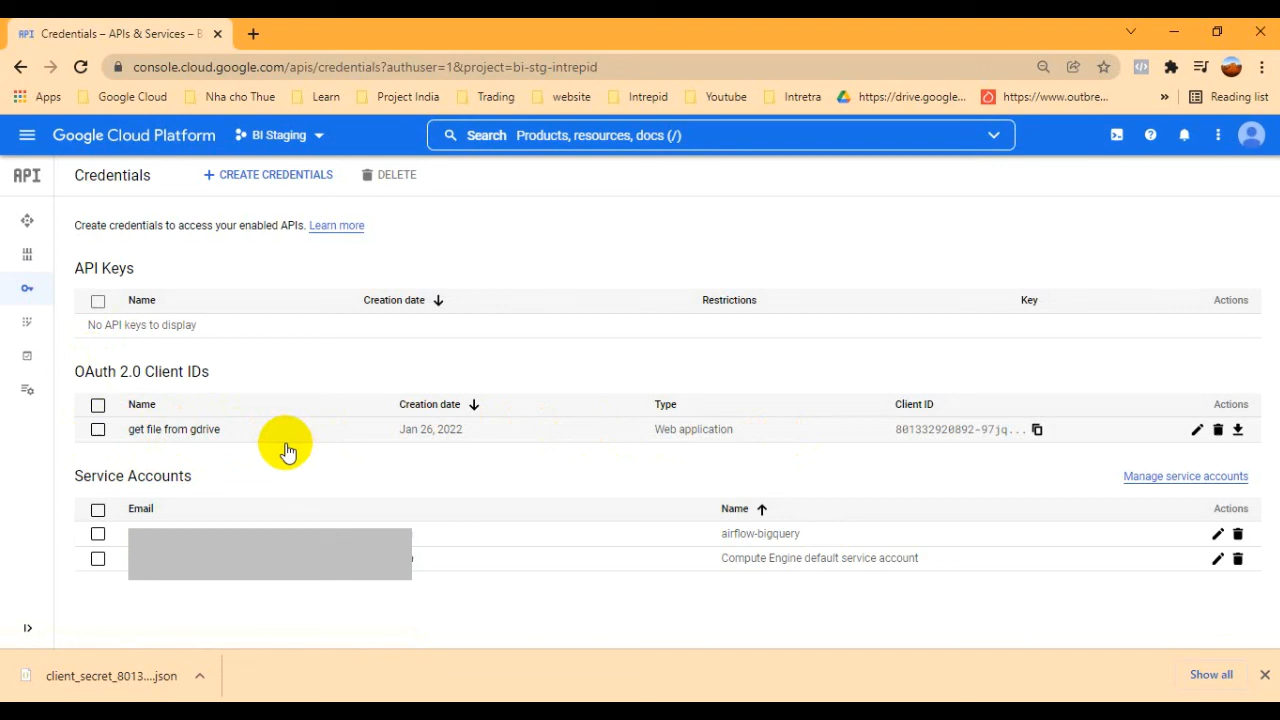 API Credentials – APIs & Services – B
console.cloud.google.com/apis/credentials?authuser=1&project=bi-stg-intrepid
Apps Google Cloud Nha cho Thue Learn Project India Trading website Intrepid Youtube Intretra https://drive.google... https://www.outbre... » Reading list
Google Cloud Platform BI Staging Search Products, resources, docs (/)
API Credentials + CREATE CREDENTIALS DELETE
Create credentials to access your enabled APIs. Learn more
API Keys
Name Creation date Restrictions Key Actions
No API keys to display
OAuth 2.0 Client IDs
Name Creation date Type Client ID Actions
get file from gdrive Jan 26, 2022 Web application 801332920892-97jq...
Service Accounts Manage service accounts
Email Name Actions
airflow-bigquery
Compute Engine default service account
client_secret_8013....json Show all